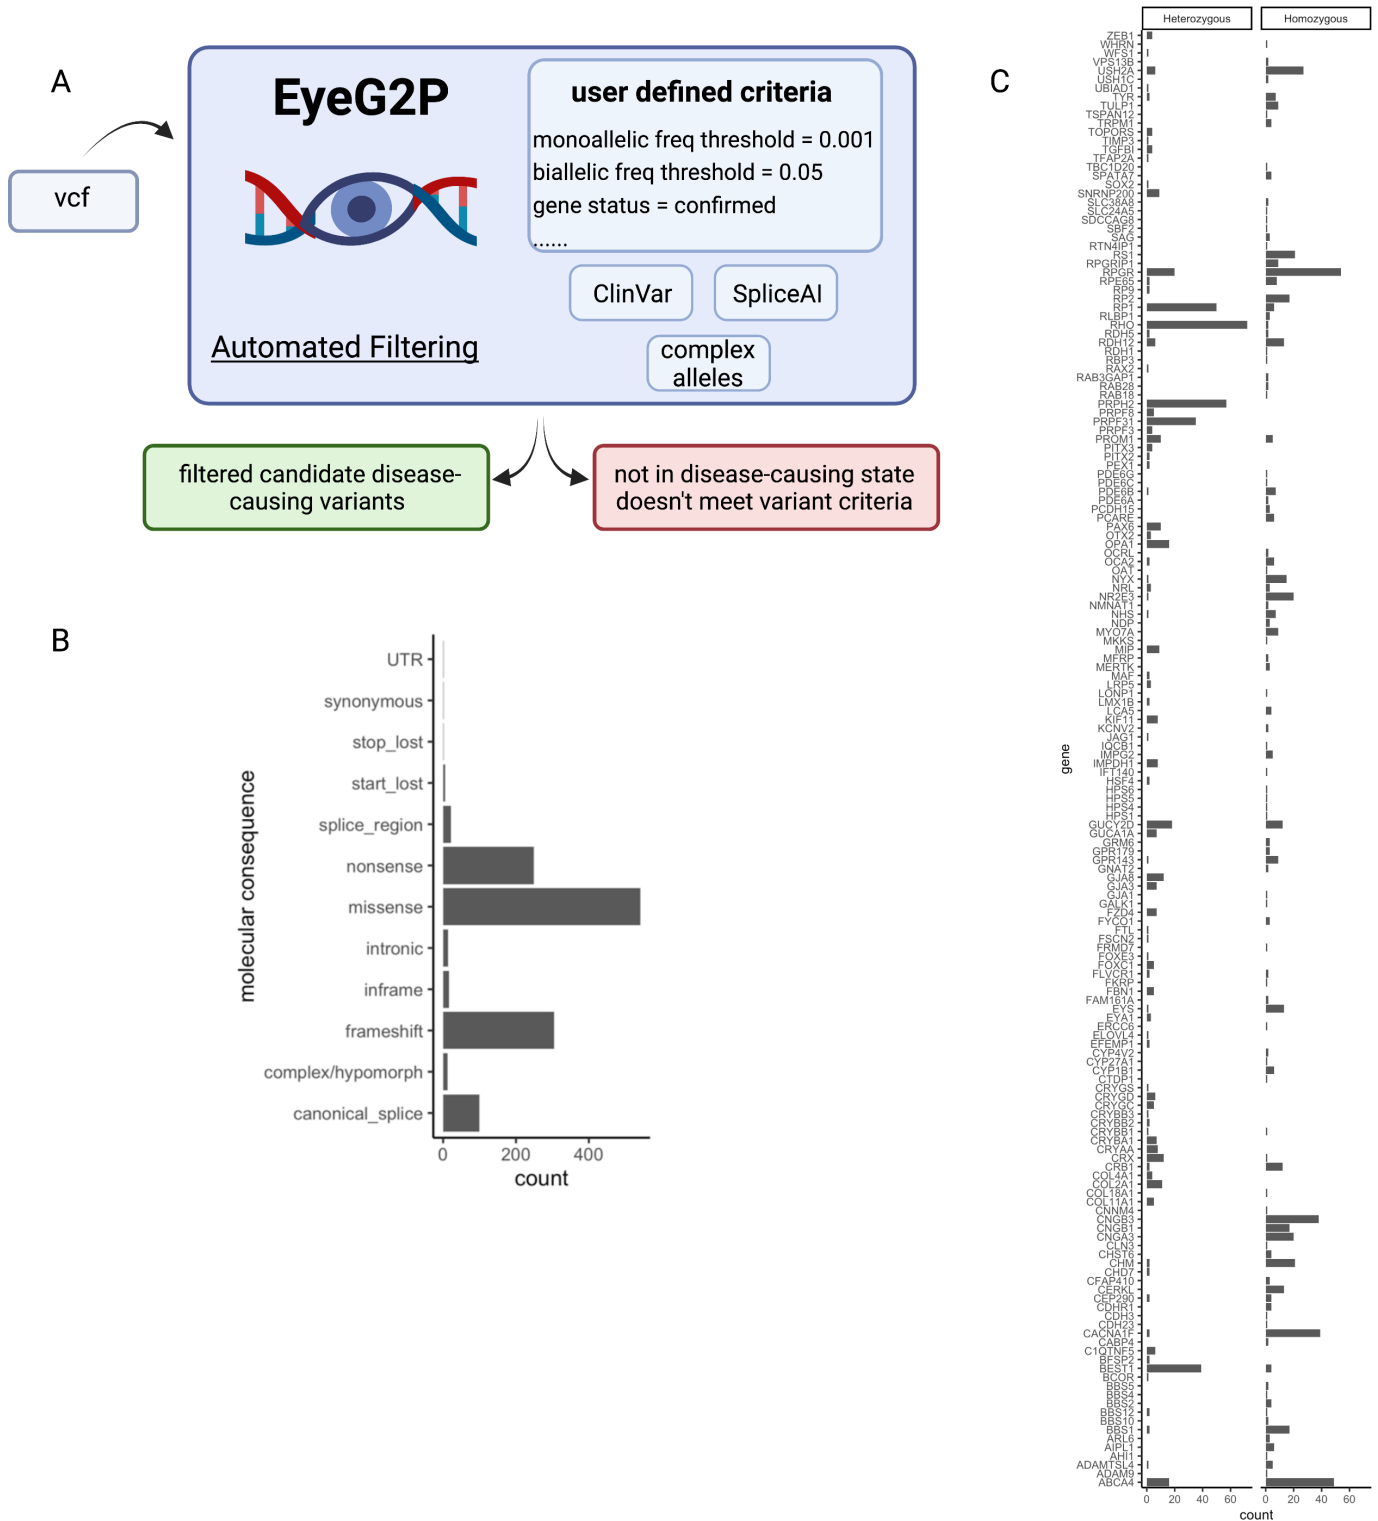 A
vcf
EyeG2P
Automated Filtering
user defined criteria
monoallelic freq threshold = 0.001
biallelic freq threshold = 0.05
gene status = confirmed
......
ClinVar
SpliceAI
complex
alleles
filtered candidate disease-
causing variants
not in disease-causing state
doesn't meet variant criteria
B
molecular consequence
UTR
synonymous
stop_lost
start_lost
splice_region
nonsense
missense
intronic
inframe
frameshift
complex/hypomorph
canonical_splice
0 200 400
count
C
Heterozygous Homozygous
gene
ZEB1
WHRN
WFS1
VPS13B
USH2A
USH1C
UBIAD1
TYR
TULP1
TSPAN12
TRPM1
TOPORS
TIMP3
TGFBI
TFAP2A
TBC1D20
SPATA7
SOX2
SNRNP200
SLC38A8
SLC24A5
SDCCAG8
SBF2
SAG
RTN4IP1
RS1
RPGRIP1
RPGR
RPE65
RP9
RP2
RP1
RLBP1
RHO
RDH5
RDH12
RDH1
RBP3
RAX2
RAB3GAP1
RAB28
RAB18
PRPH2
PRPF8
PRPF31
PRPF3
PROM1
PITX3
PITX2
PEX1
PDE6G
PDE6C
PDE6B
PDE6A
PCDH15
PCARE
PAX6
OTX2
OPA1
OCRL
OCA2
OAT
NYX
NRL
NR2E3
NMNAT1
NHS
NDP
MYO7A
MKKS
MIP
MFRP
MERTK
MAF
LRP5
LONP1
LMX1B
LCA5
KIF11
KCNV2
JAG1
IQCB1
IMPG2
IMPDH1
IFT140
HSF4
HPS6
HPS5
HPS4
HPS1
GUCY2D
GUCA1A
GRM6
GPR179
GPR143
GNAT2
GJA8
GJA3
GJA1
GALK1
FZD4
FYCO1
FTL
FSCN2
FRMD7
FOXE3
FOXC1
FLVCR1
FKRP
FBN1
FAM161A
EYS
EYA1
ERCC6
ELOVL4
EFEMP1
CYP4V2
CYP27A1
CYP1B1
CTDP1
CRYGS
CRYGD
CRYGC
CRYBB3
CRYBB2
CRYBB1
CRYBA1
CRYAA
CRX
CRB1
COL4A1
COL2A1
COL18A1
COL11A1
CNNM4
CNGB3
CNGB1
CNGA3
CLN3
CHST6
CHM
CHD7
CFAP410
CERKL
CEP290
CDHR1
CDH3
CDH23
CACNA1F
CABP4
C1QTNF5
BFSP2
BEST1
BCOR
BBS5
BBS4
BBS2
BBS12
BBS10
BBS1
ARL6
AIPL1
AHI1
ADAMTSL4
ADAM9
ABCA4
0 20 40 60 0 20 40 60
count